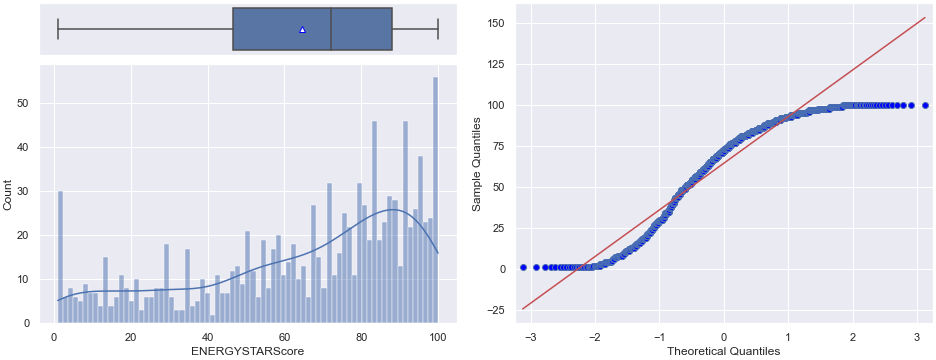 50
40
30
20
10
0
Count
0 20 40 60 80 100
ENERGYSTARScore
150
125
100
75
50
25
0
−25
Sample Quantiles
−3 −2 −1 0 1 2 3
Theoretical Quantiles